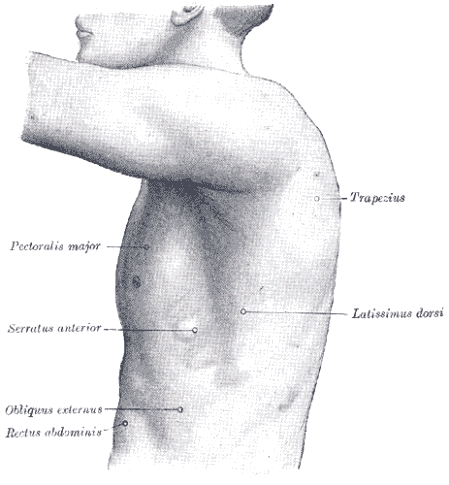 Trapezius
Pectoralis major
Latissimus dorsi
Serratus anterior
Obliquus externus
Rectus abdominis